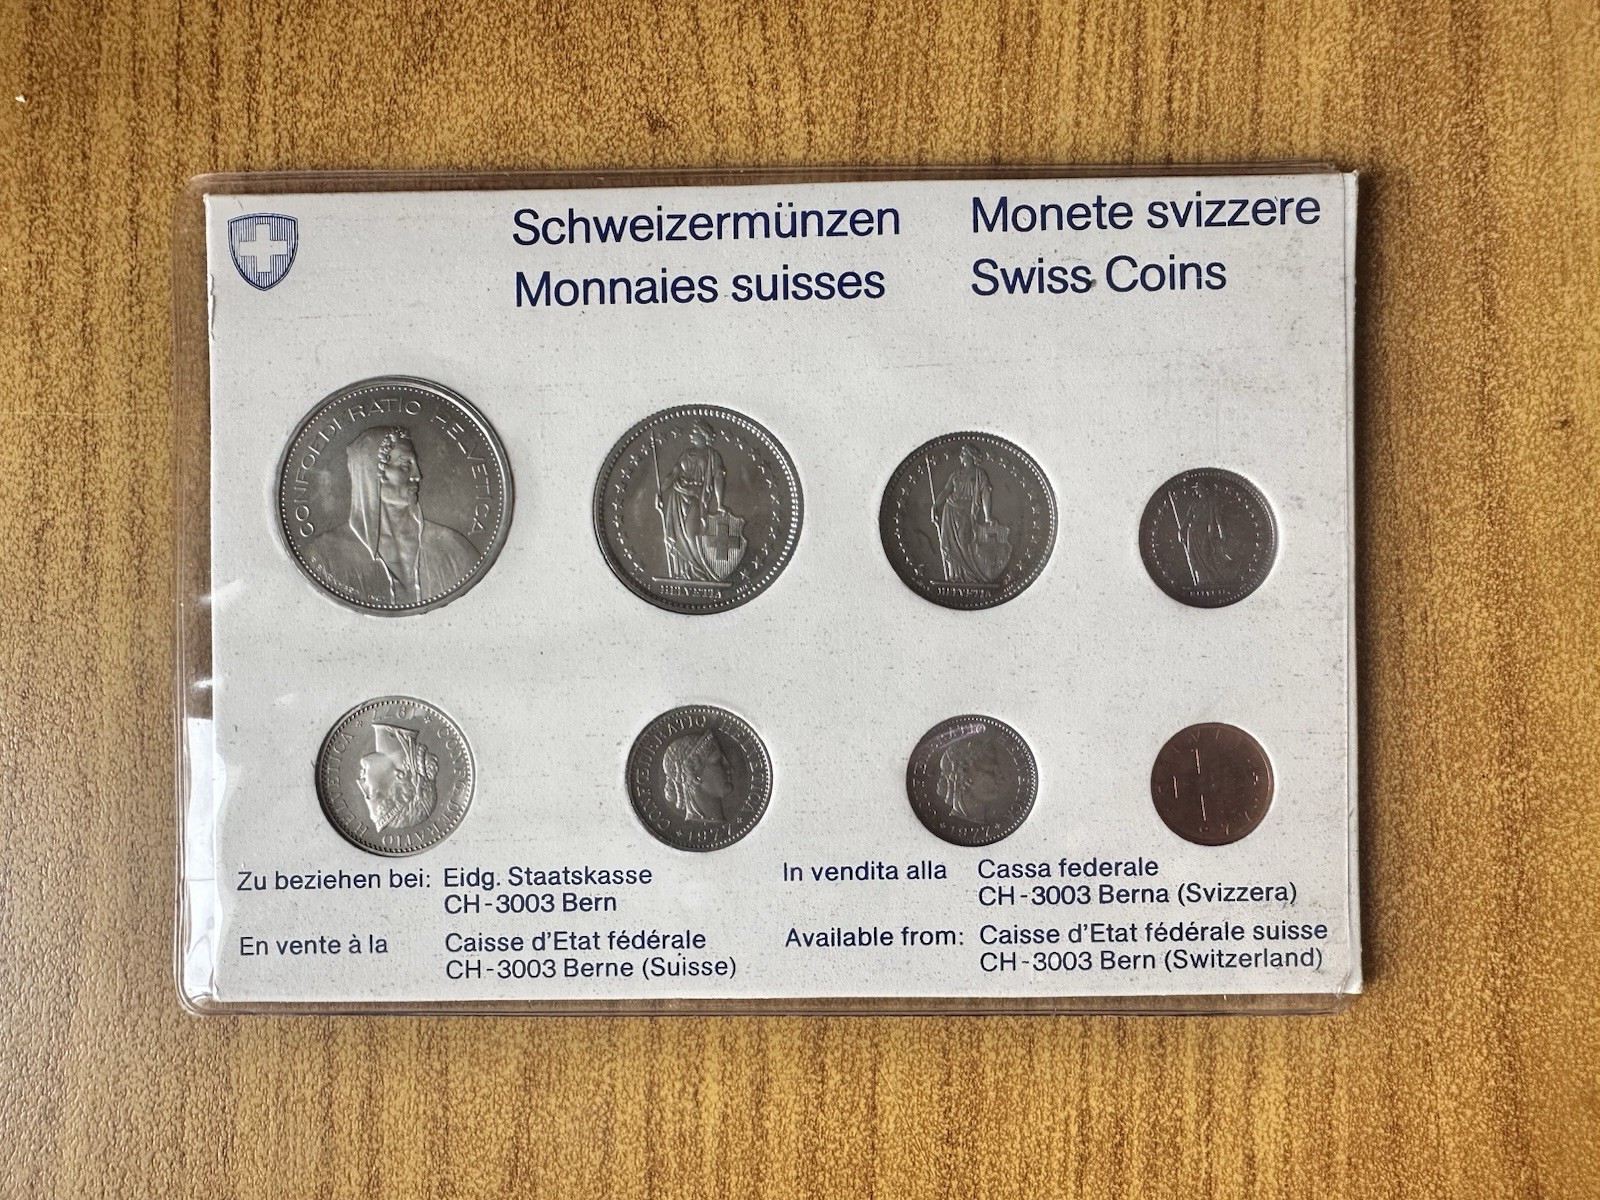 Schweizermünzen
Monnaies suisses
Monete svizzere
Swiss Coins
CONFOEDERATIO HELVETICA
HELVETIA
HELVETIA
CONFOEDERATIO HELVETICA
CONFOEDERATIO HELVETICA
1977
1977
Zu beziehen bei: Eidg. Staatskasse
CH-3003 Bern
En vente à la Caisse d'Etat fédérale
CH-3003 Berne (Suisse)
In vendita alla Cassa federale
CH-3003 Berna (Svizzera)
Available from: Caisse d'Etat fédérale suisse
CH-3003 Bern (Switzerland)